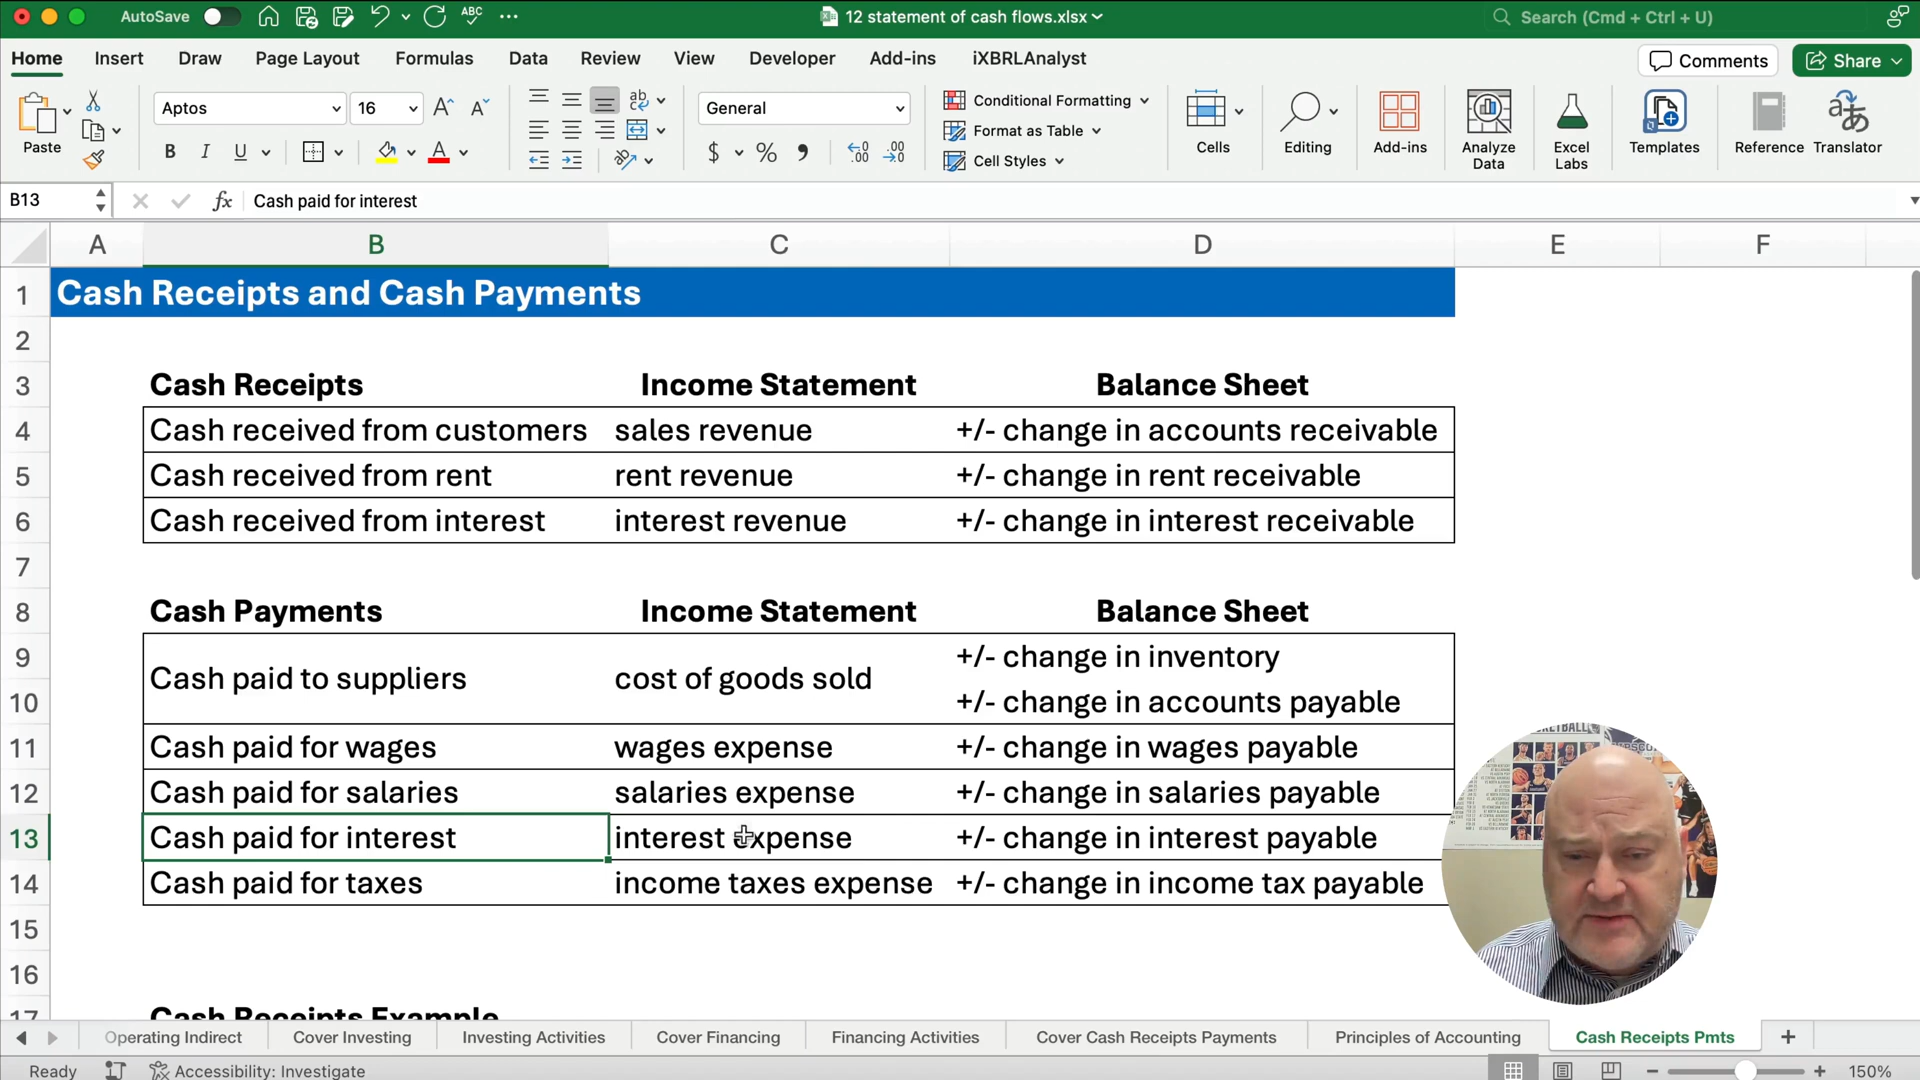 AutoSave
ABC
12 statement of cash flows.xlsx
Search (Cmd + Ctrl + U)
Home Insert Draw Page Layout Formulas Data Review View Developer Add-ins iXBRLAnalyst
Comments
Share
Paste
Aptos
16
B I U
General
$ %
Conditional Formatting
Format as Table
Cell Styles
Cells
Editing
Add-ins
Analyze Data
Excel Labs
Templates
Reference
Translator
B13
fx
Cash paid for interest
A B C D E F
1 Cash Receipts and Cash Payments
2
3 Cash Receipts Income Statement Balance Sheet
4 Cash received from customers sales revenue +/- change in accounts receivable
5 Cash received from rent rent revenue +/- change in rent receivable
6 Cash received from interest interest revenue +/- change in interest receivable
7
8 Cash Payments Income Statement Balance Sheet
9 Cash paid to suppliers cost of goods sold +/- change in inventory
10 +/- change in accounts payable
11 Cash paid for wages wages expense +/- change in wages payable
12 Cash paid for salaries salaries expense +/- change in salaries payable
13 Cash paid for interest interest expense +/- change in interest payable
14 Cash paid for taxes income taxes expense +/- change in income tax payable
15
16
17 Cash Receipts Example
Operating Indirect Cover Investing Investing Activities Cover Financing Financing Activities Cover Cash Receipts Payments Principles of Accounting Cash Receipts Pmts
Ready
Accessibility: Investigate
150%